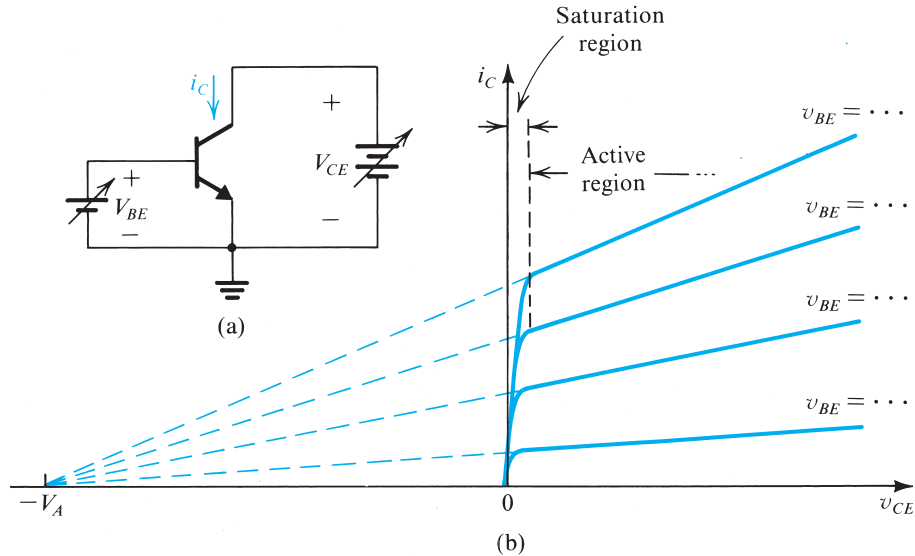 Saturation
region
i_C
i_C
+
V_CE
−
+
V_BE
−
(a)
Active
region
...
v_BE = · · ·
v_BE = · · ·
v_BE = · · ·
v_BE = · · ·
−V_A
0
v_CE
(b)